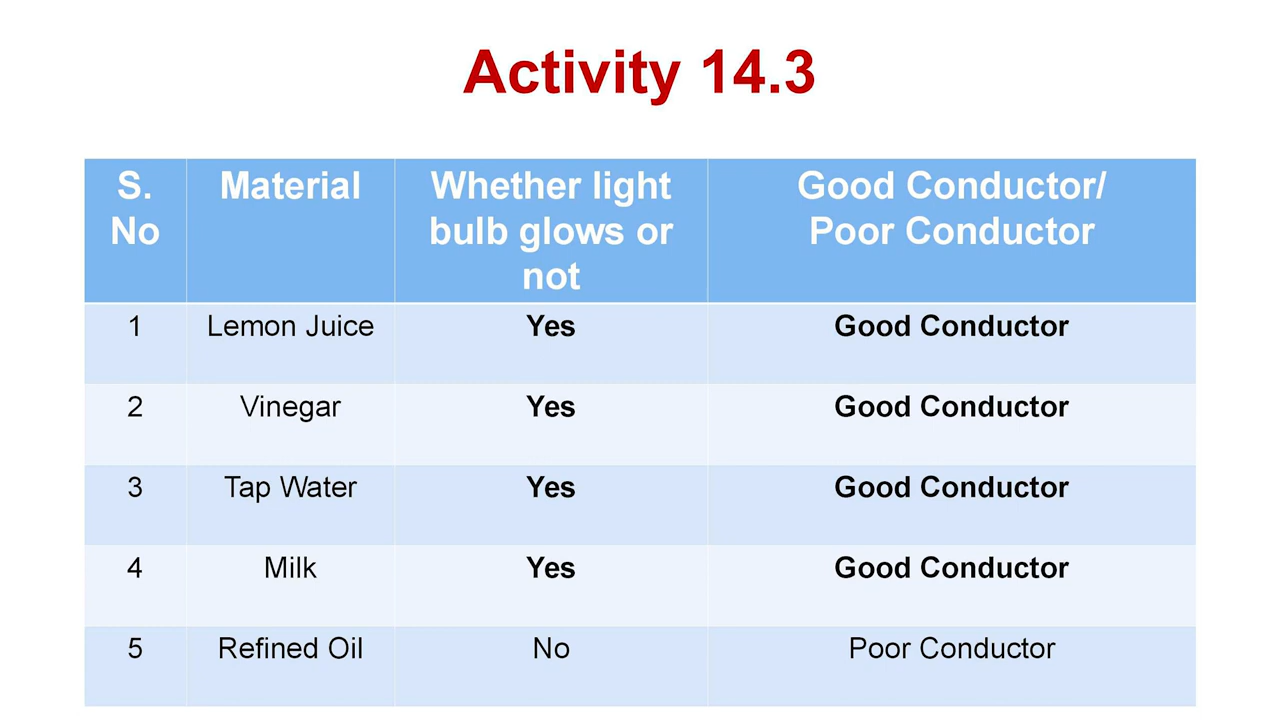 Activity 14.3
S. No Material Whether light bulb glows or not Good Conductor/ Poor Conductor
1 Lemon Juice Yes Good Conductor
2 Vinegar Yes Good Conductor
3 Tap Water Yes Good Conductor
4 Milk Yes Good Conductor
5 Refined Oil No Poor Conductor